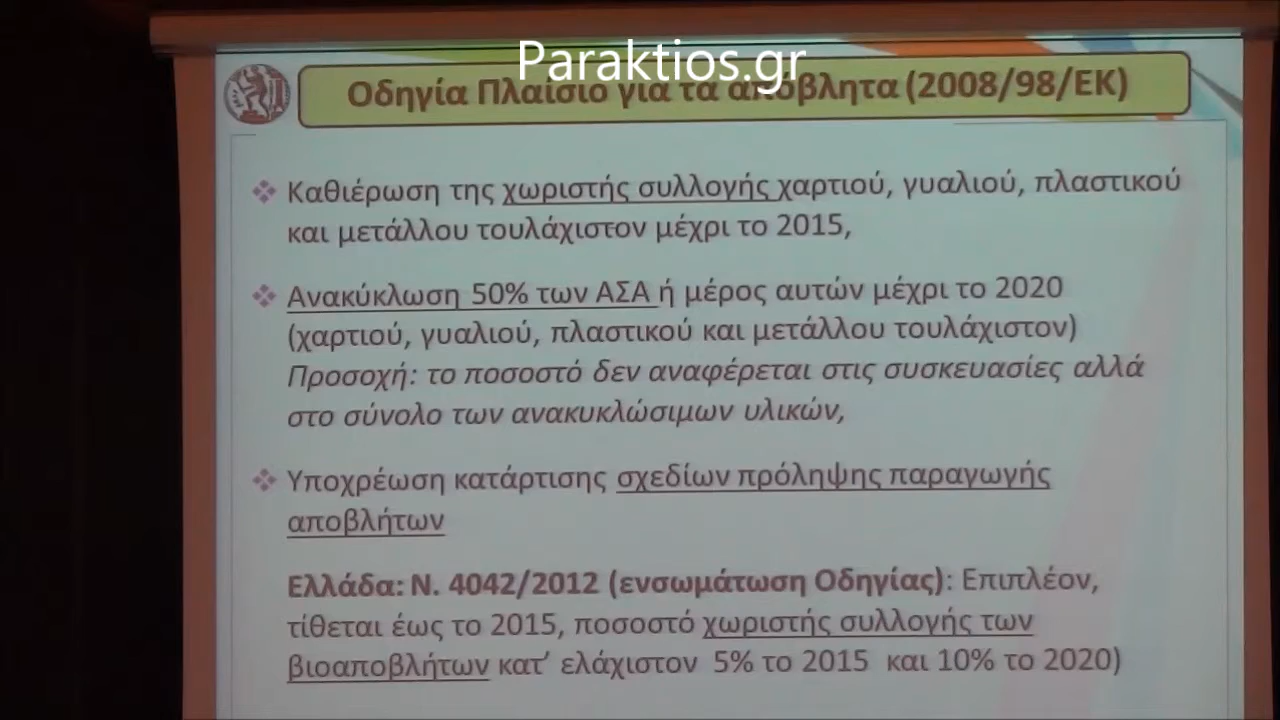 Paraktios.gr
Οδηγία Πλαίσιο για τα απόβλητα (2008/98/ΕΚ)
Καθιέρωση της χωριστής συλλογής χαρτιού, γυαλιού, πλαστικού
και μετάλλου τουλάχιστον μέχρι το 2015,
Ανακύκλωση 50% των ΑΣΑ ή μέρος αυτών μέχρι το 2020
(χαρτιού, γυαλιού, πλαστικού και μετάλλου τουλάχιστον)
Προσοχή: το ποσοστό δεν αναφέρεται στις συσκευασίες αλλά
στο σύνολο των ανακυκλώσιμων υλικών,
Υποχρέωση κατάρτισης σχεδίων πρόληψης παραγωγής
αποβλήτων
Ελλάδα: Ν. 4042/2012 (ενσωμάτωση Οδηγίας): Επιπλέον,
τίθεται έως το 2015, ποσοστό χωριστής συλλογής των
βιοαποβλήτων κατ’ ελάχιστον 5% το 2015 και 10% το 2020)